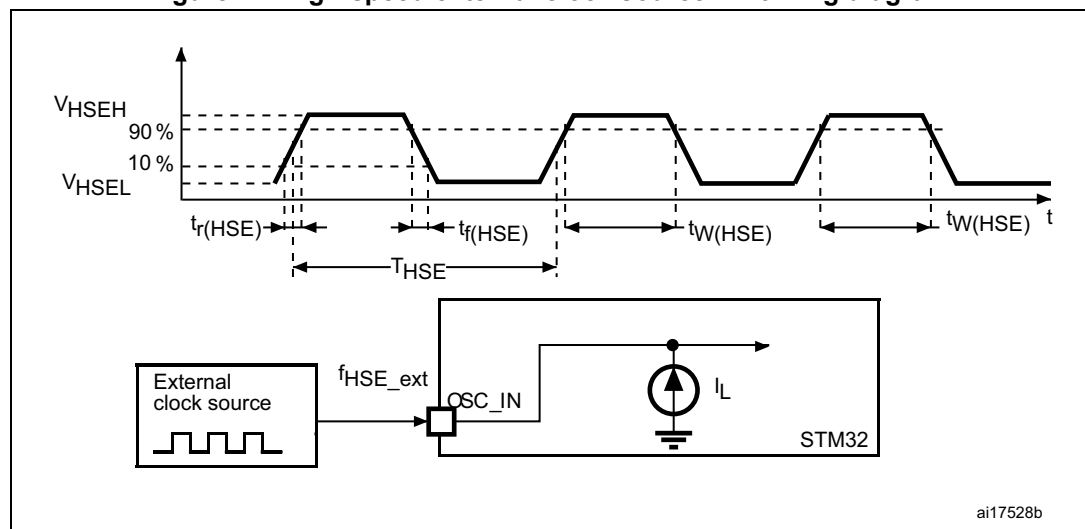 VHSEH
90 %
10 %
VHSEL
tr(HSE)
tf(HSE)
tW(HSE)
tW(HSE)
t
THSE
External
clock source
fHSE_ext
OSC_IN
IL
STM32
ai17528b